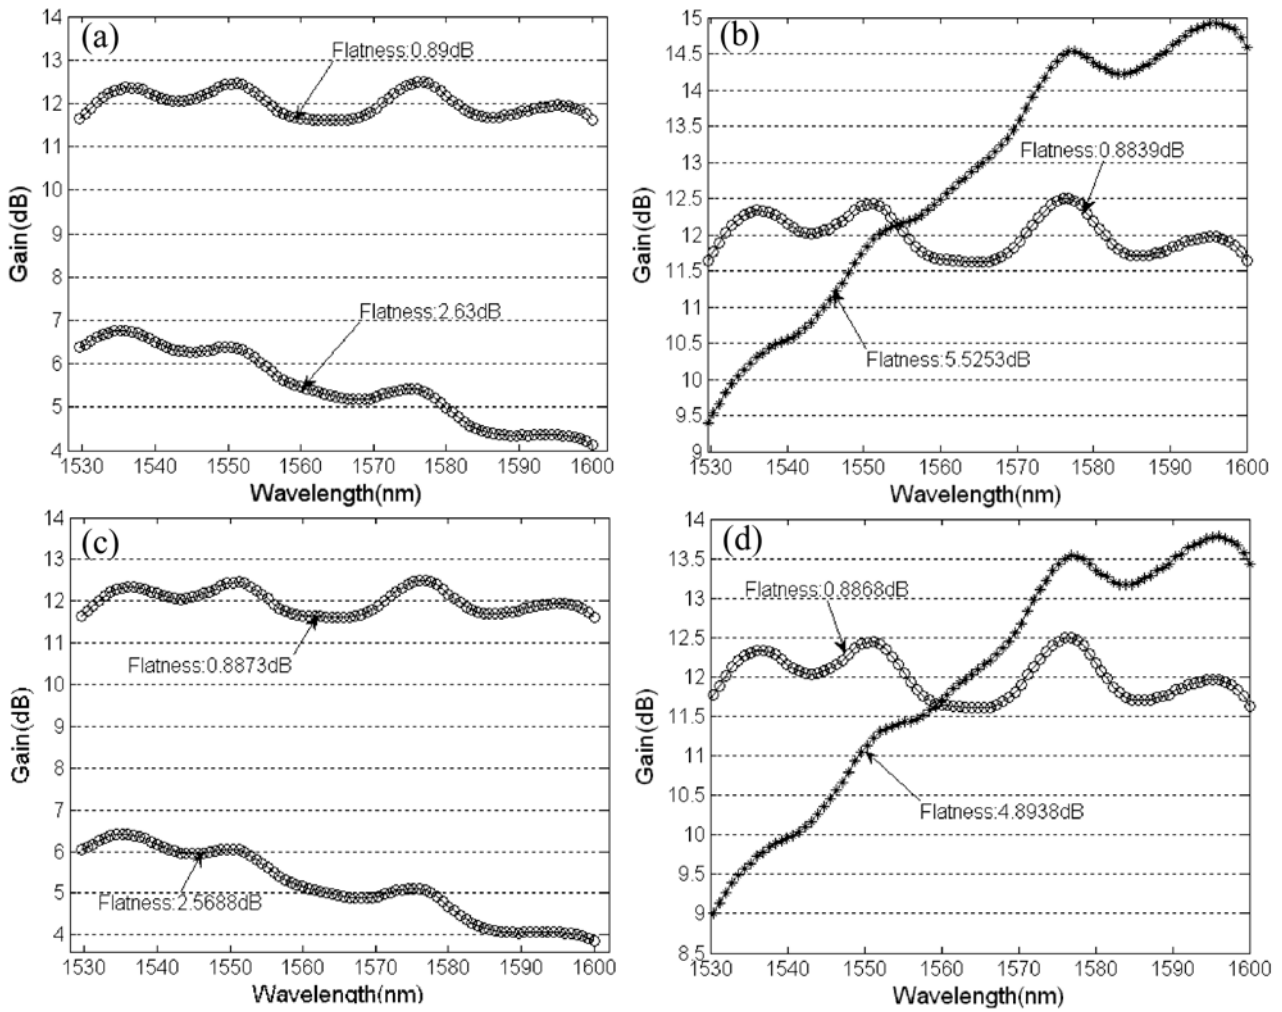 (a)
Gain(dB)
14
13
12
11
10
9
8
7
6
5
4
Flatness:0.89dB
Flatness:2.63dB
1530 1540 1550 1560 1570 1580 1590 1600
Wavelength(nm)
(b)
Gain(dB)
15
14.5
14
13.5
13
12.5
12
11.5
11
10.5
10
9.5
9
Flatness:0.8839dB
Flatness:5.5253dB
1530 1540 1550 1560 1570 1580 1590 1600
Wavelength(nm)
(c)
Gain(dB)
14
13
12
11
10
9
8
7
6
5
4
Flatness:0.8873dB
Flatness:2.5688dB
1530 1540 1550 1560 1570 1580 1590 1600
Wavelength(nm)
(d)
Gain(dB)
14
13.5
13
12.5
12
11.5
11
10.5
10
9.5
9
8.5
Flatness:0.8868dB
Flatness:4.8938dB
1530 1540 1550 1560 1570 1580 1590 1600
Wavelength(nm)